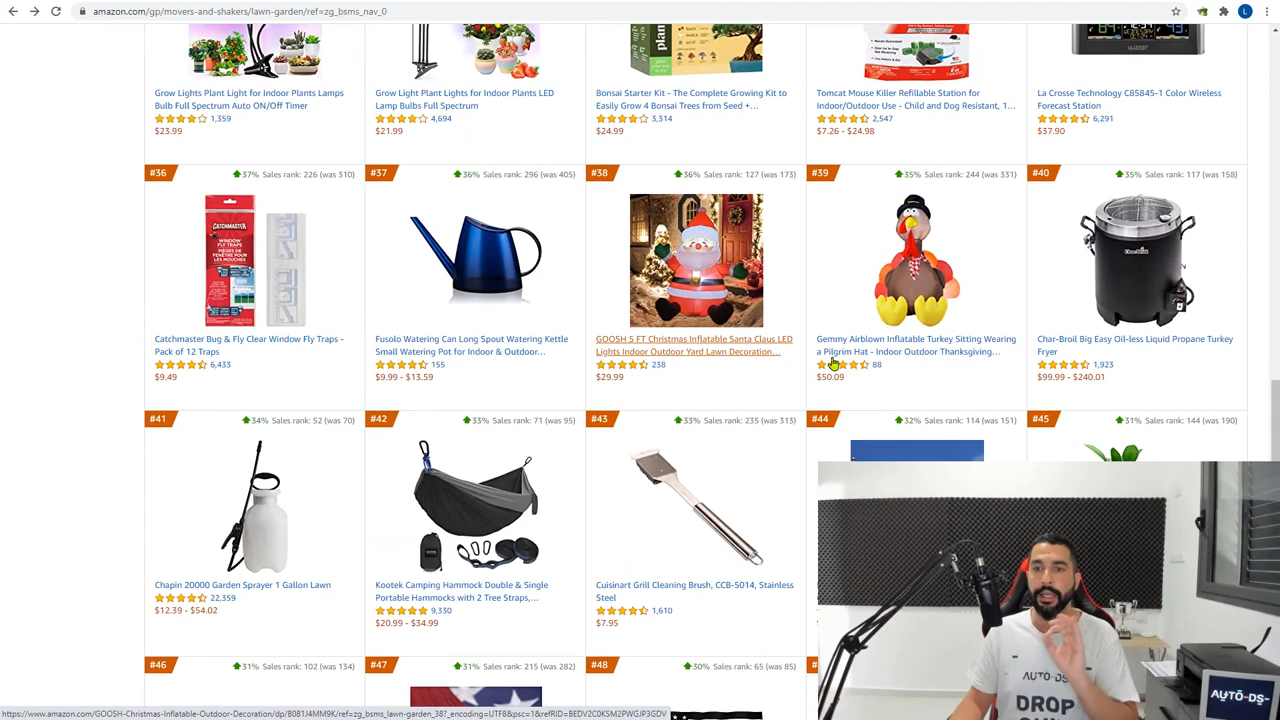 amazon.com/gp/movers-and-shakers/lawn-garden/ref=zg_bsms_nav_0
L
plant
Grow Lights Plant Light for Indoor Plants Lamps
Bulb Full Spectrum Auto ON/Off Timer
1,359
$23.99
Grow Light Plant Lights for Indoor Plants LED
Lamp Bulbs Full Spectrum
4,694
$21.99
Bonsai Starter Kit - The Complete Growing Kit to
Easily Grow 4 Bonsai Trees from Seed +...
3,314
$24.99
Tomcat Mouse Killer Refillable Station for
Indoor/Outdoor Use - Child and Dog Resistant, 1...
2,547
$7.26 - $24.98
La Crosse Technology C85845-1 Color Wireless
Forecast Station
6,291
$37.90
#36
37% Sales rank: 226 (was 310)
CATCHMASTER
WINDOW
FLY TRAPS
Catchmaster Bug & Fly Clear Window Fly Traps -
Pack of 12 Traps
6,433
$9.49
#37
36% Sales rank: 296 (was 405)
Fusolo Watering Can Long Spout Watering Kettle
Small Watering Pot for Indoor & Outdoor...
155
$9.99 - $13.59
#38
36% Sales rank: 127 (was 173)
GOOSH 5 FT Christmas Inflatable Santa Claus LED
Lights Indoor Outdoor Yard Lawn Decoration...
238
$29.99
#39
35% Sales rank: 244 (was 331)
Gemmy Airblown Inflatable Turkey Sitting Wearing
a Pilgrim Hat - Indoor Outdoor Thanksgiving...
88
$50.09
#40
35% Sales rank: 117 (was 158)
Char-Broil Big Easy Oil-less Liquid Propane Turkey
Fryer
1,923
$99.99 - $240.01
#41
34% Sales rank: 52 (was 70)
Chapin 20000 Garden Sprayer 1 Gallon Lawn
22,359
$12.39 - $54.02
#42
33% Sales rank: 71 (was 95)
Kootek Camping Hammock Double & Single
Portable Hammocks with 2 Tree Straps,...
9,330
$20.99 - $34.99
#43
33% Sales rank: 235 (was 313)
Cuisinart Grill Cleaning Brush, CCB-5014, Stainless
Steel
1,610
$7.95
#44
32% Sales rank: 114 (was 151)
#45
31% Sales rank: 144 (was 190)
#46
31% Sales rank: 102 (was 134)
#47
31% Sales rank: 215 (was 282)
#48
30% Sales rank: 65 (was 85)
AUTO DS
DROP
AUTO-DS-
https://www.amazon.com/GOOSH-Christmas-Inflatable-Outdoor-Decoration/dp/B081J4MM9K/ref=zg_bsms_lawn-garden_38?_encoding=UTF8&psc=1&refRID=BEDV2C0KSM2PWGJP3GDV